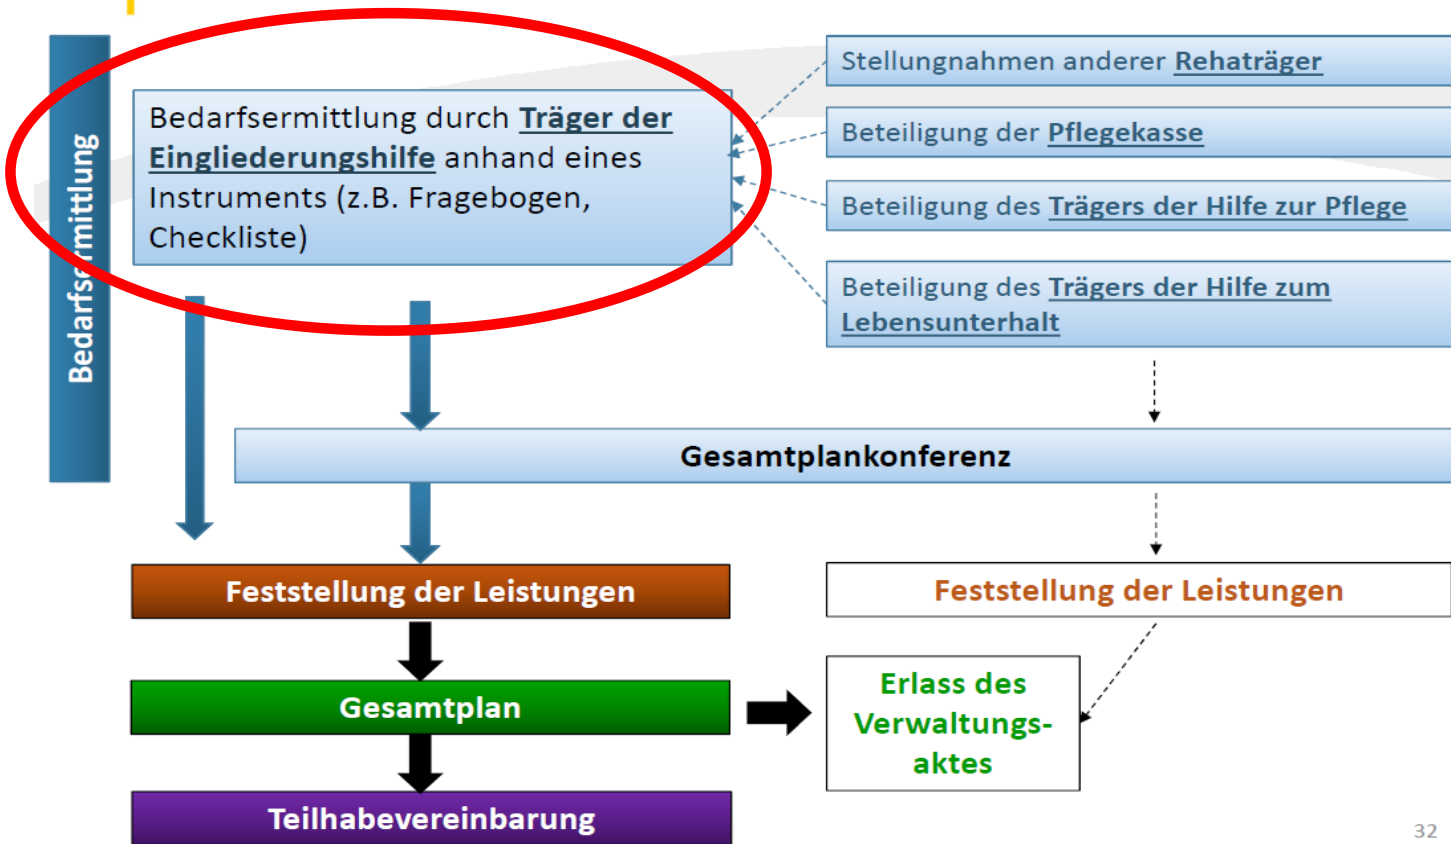 Bedarfsermittlung
Bedarfsermittlung durch Träger der
Eingliederungshilfe anhand eines
Instruments (z.B. Fragebogen,
Checkliste)
Stellungnahmen anderer Rehaträger
Beteiligung der Pflegekasse
Beteiligung des Trägers der Hilfe zur Pflege
Beteiligung des Trägers der Hilfe zum
Lebensunterhalt
Gesamtplankonferenz
Feststellung der Leistungen
Feststellung der Leistungen
Gesamtplan
Erlass des
Verwaltungs-
aktes
Teilhabevereinbarung
32